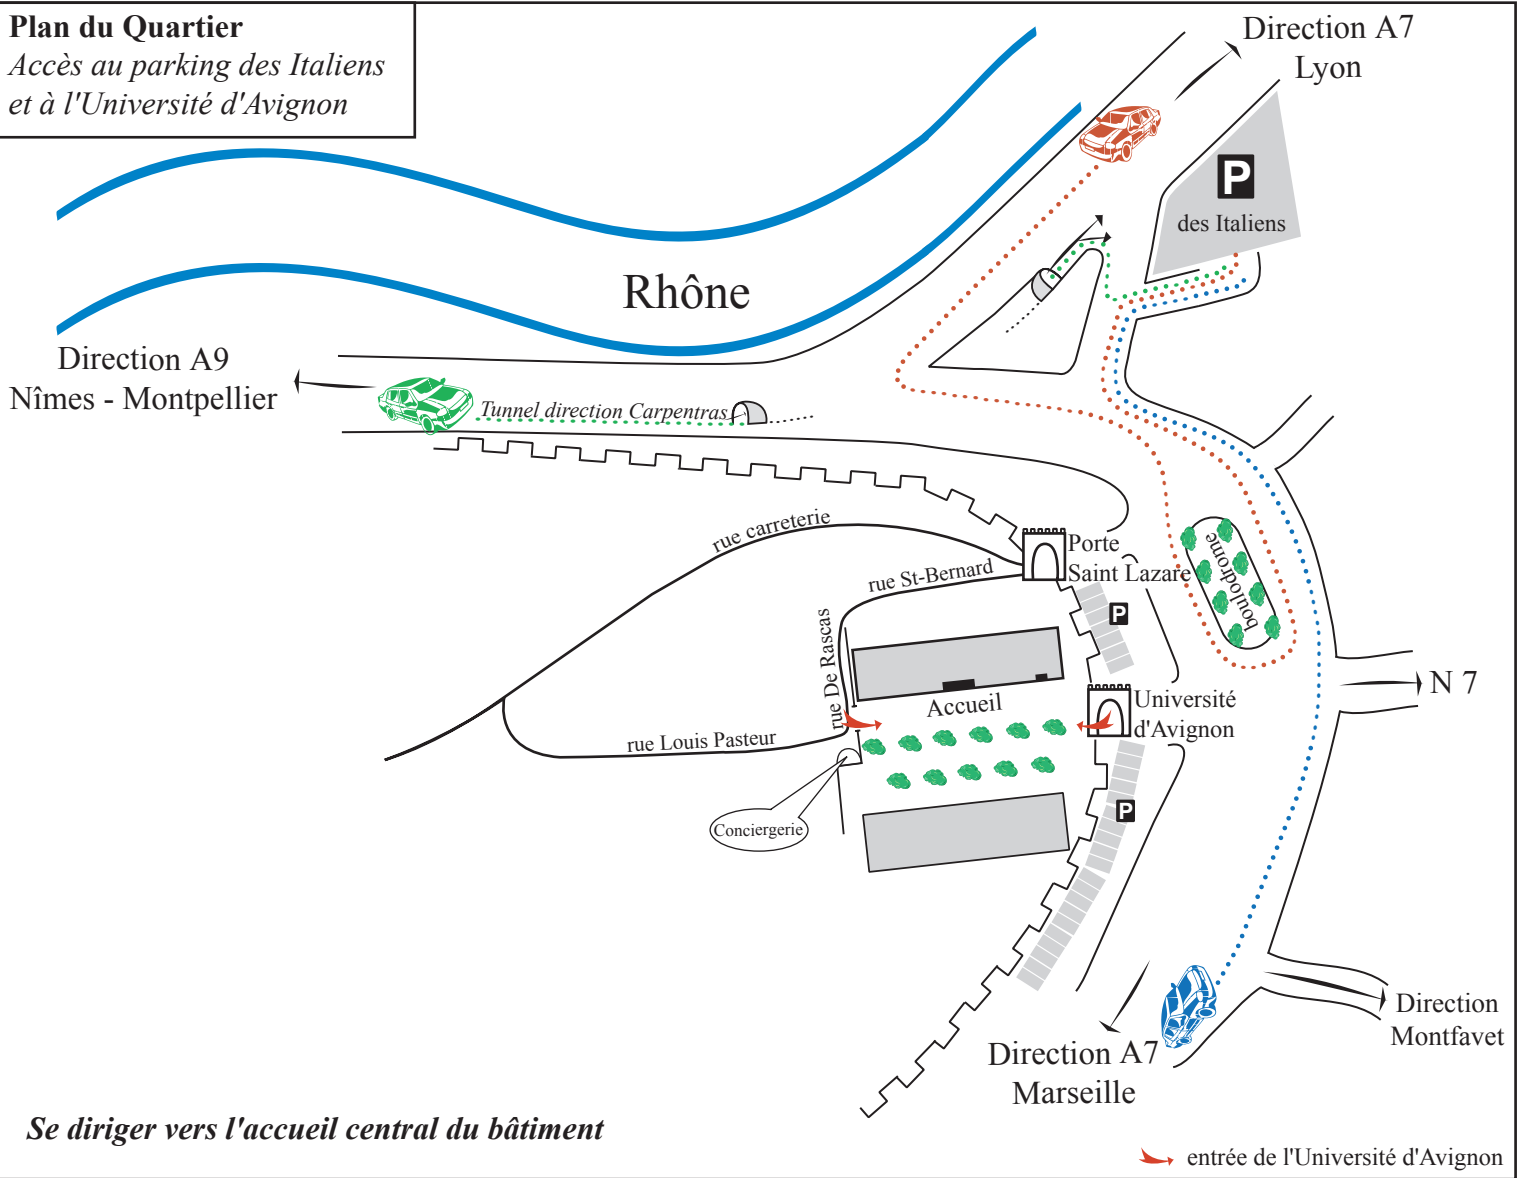 Plan du Quartier
Accès au parking des Italiens
et à l'Université d'Avignon
Direction A7
Lyon
P
des Italiens
Rhône
Direction A9
Nîmes - Montpellier
Tunnel direction Carpentras
rue carreterie
Porte
Saint Lazare
rue St-Bernard
boulodrome
P
rue De Rascas
N 7
Accueil
Université
d'Avignon
rue Louis Pasteur
P
Conciergerie
Direction
Montfavet
Direction A7
Marseille
Se diriger vers l'accueil central du bâtiment
entrée de l'Université d'Avignon